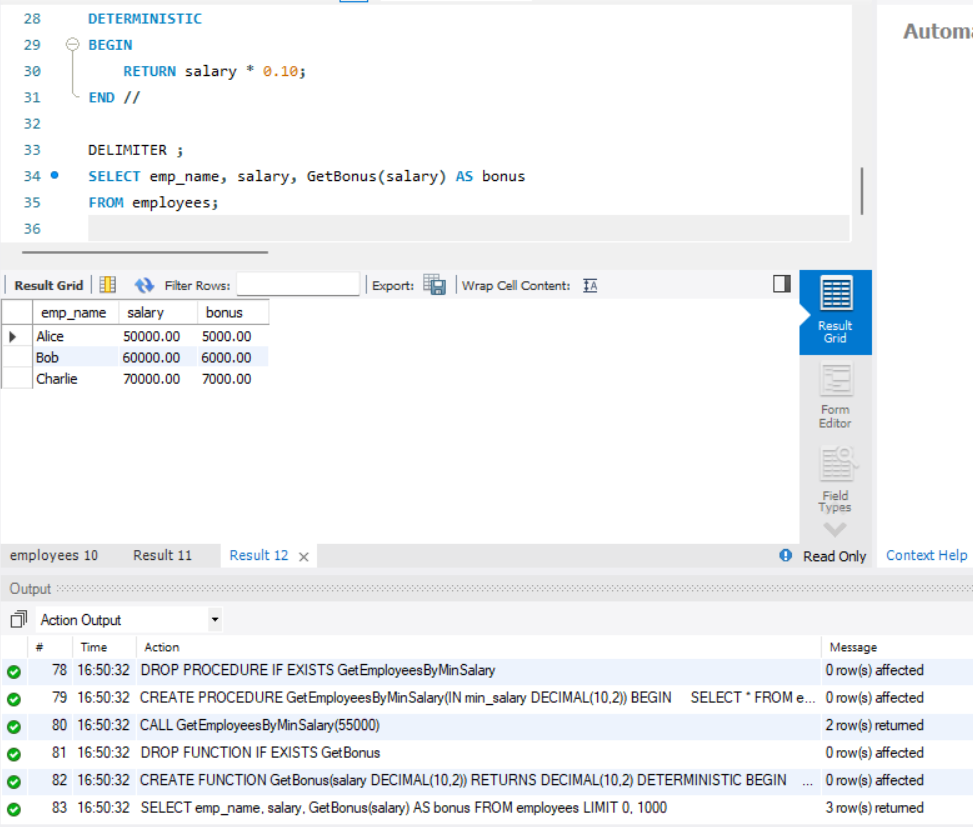 28 DETERMINISTIC
29 BEGIN
30 RETURN salary * 0.10;
31 END //
32
33 DELIMITER ;
34 SELECT emp_name, salary, GetBonus(salary) AS bonus
35 FROM employees;
36
Automa
Result Grid Filter Rows: Export: Wrap Cell Content: IA
emp_name salary bonus
Alice 50000.00 5000.00
Bob 60000.00 6000.00
Charlie 70000.00 7000.00
Result
Grid
Form
Editor
Field
Types
employees 10 Result 11 Result 12 Read Only Context Help
Output
Action Output
# Time Action Message
78 16:50:32 DROP PROCEDURE IF EXISTS GetEmployeesByMinSalary 0 row(s) affected
79 16:50:32 CREATE PROCEDURE GetEmployeesByMinSalary(IN min_salary DECIMAL(10,2)) BEGIN SELECT * FROM e... 0 row(s) affected
80 16:50:32 CALL GetEmployeesByMinSalary(55000) 2 row(s) returned
81 16:50:32 DROP FUNCTION IF EXISTS GetBonus 0 row(s) affected
82 16:50:32 CREATE FUNCTION GetBonus(salary DECIMAL(10,2)) RETURNS DECIMAL(10,2) DETERMINISTIC BEGIN ... 0 row(s) affected
83 16:50:32 SELECT emp_name, salary, GetBonus(salary) AS bonus FROM employees LIMIT 0, 1000 3 row(s) returned